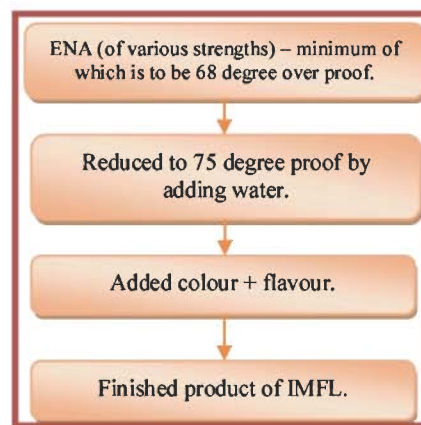 ENA (of various strengths) – minimum of
which is to be 68 degree over proof.
Reduced to 75 degree proof by
adding water.
Added colour + flavour.
Finished product of IMFL.